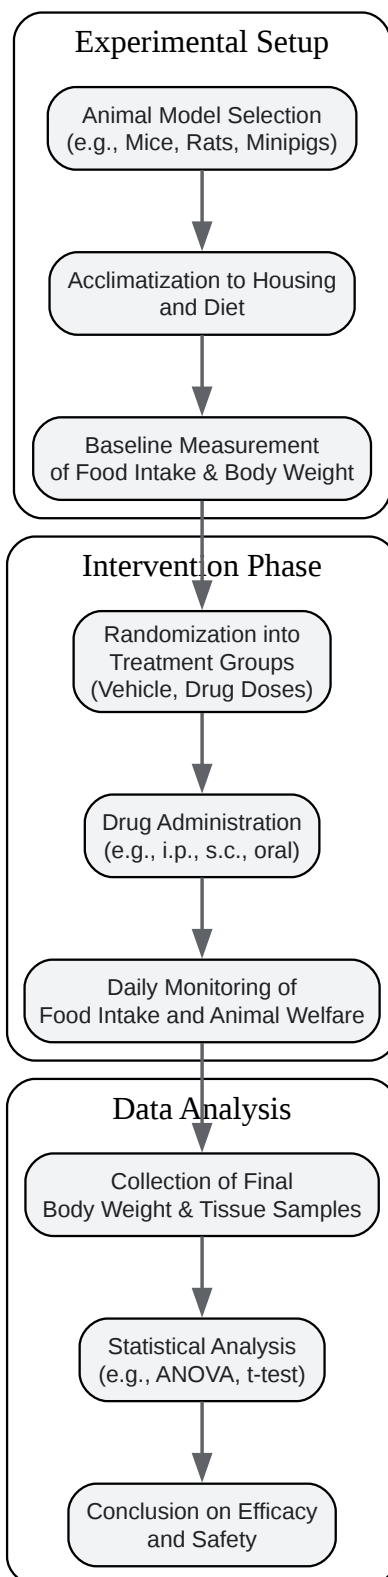 Experimental Setup
Animal Model Selection
(e.g., Mice, Rats, Minipigs)
Acclimatization to Housing
and Diet
Baseline Measurement
of Food Intake & Body Weight
Intervention Phase
Randomization into
Treatment Groups
(Vehicle, Drug Doses)
Drug Administration
(e.g., i.p., s.c., oral)
Daily Monitoring of
Food Intake and Animal Welfare
Data Analysis
Collection of Final
Body Weight & Tissue Samples
Statistical Analysis
(e.g., ANOVA, t-test)
Conclusion on Efficacy
and Safety